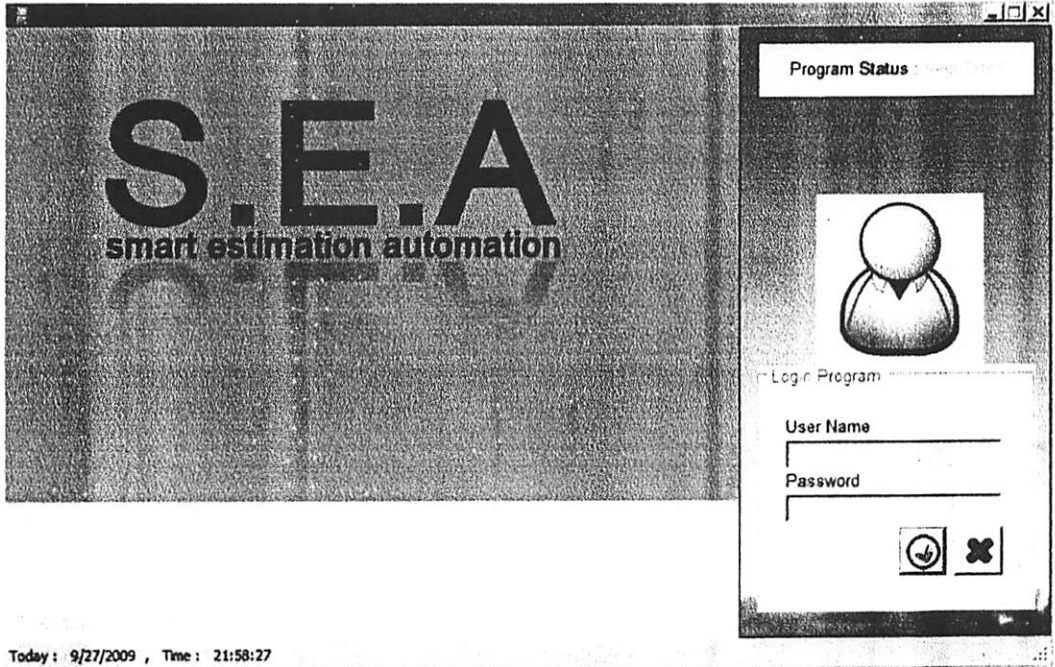 S.E.A
smart estimation automation
Program Status
Login Program
User Name
Password
Today : 9/27/2009 , Time : 21:58:27